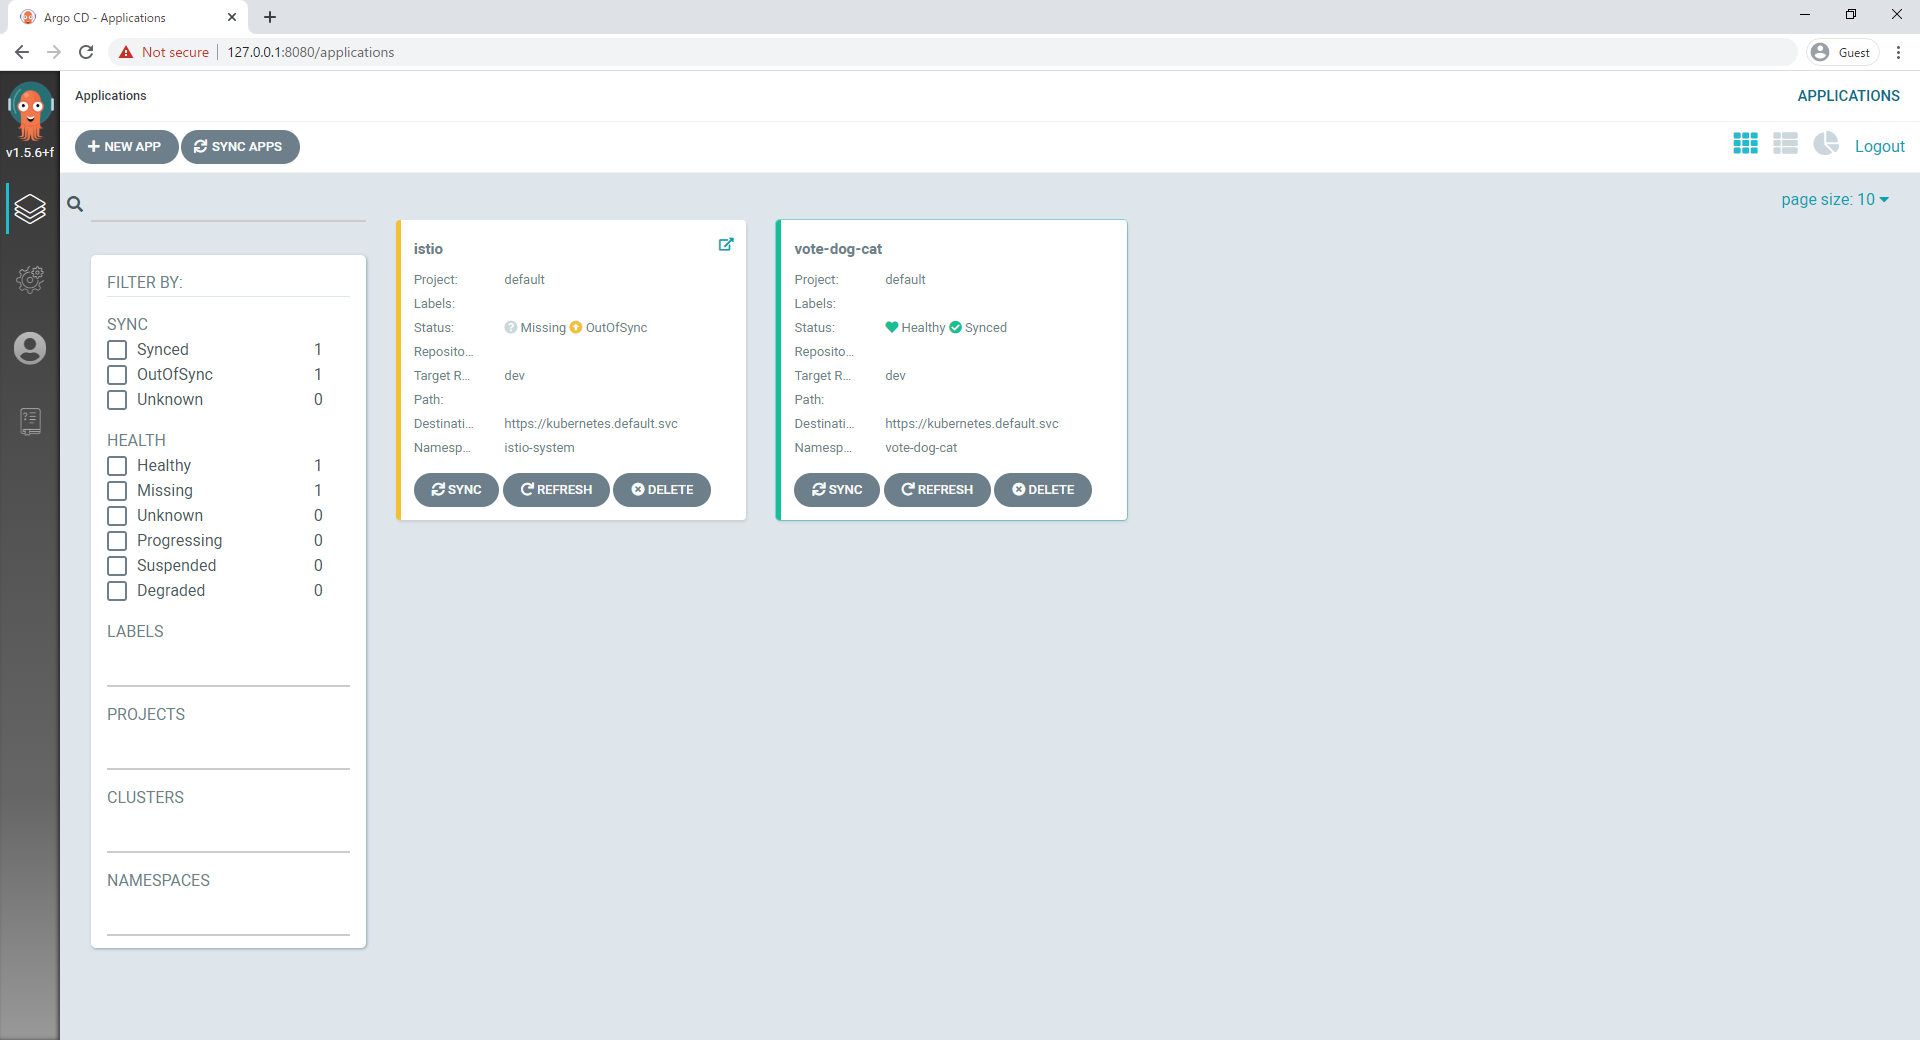 Argo CD - Applications
Not secure 127.0.0.1:8080/applications
Guest
v1.5.6+f
Applications
APPLICATIONS
NEW APP
SYNC APPS
Logout
page size: 10
FILTER BY:
SYNC
Synced 1
OutOfSync 1
Unknown 0
HEALTH
Healthy 1
Missing 1
Unknown 0
Progressing 0
Suspended 0
Degraded 0
LABELS
PROJECTS
CLUSTERS
NAMESPACES
istio
Project: default
Labels:
Status: Missing OutOfSync
Reposito...
Target R... dev
Path:
Destinati... https://kubernetes.default.svc
Namesp... istio-system
SYNC REFRESH DELETE
vote-dog-cat
Project: default
Labels:
Status: Healthy Synced
Reposito...
Target R... dev
Path:
Destinati... https://kubernetes.default.svc
Namesp... vote-dog-cat
SYNC REFRESH DELETE